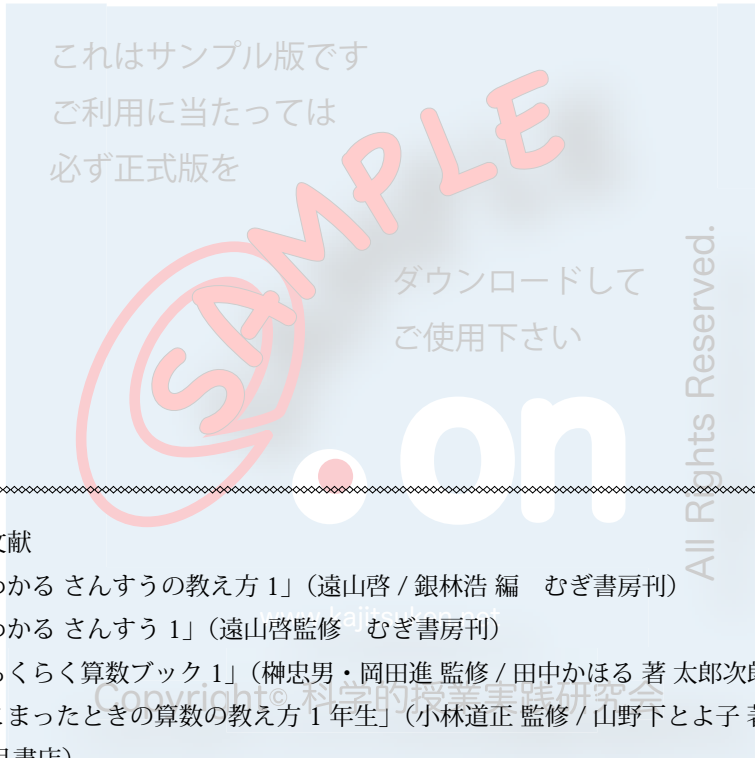 これはサンプル版です
ご利用に当たっては
必ず正式版を
SAMPLE
ダウンロードして
ご使用下さい
.on
All Rights Reserved.
文献
わかる さんすうの教え方 1」（遠山啓 / 銀林浩 編　むぎ書房刊）
www.kajitsuken.net
わかる さんすう 1」（遠山啓監修　むぎ書房刊）
らくらく算数ブック 1」（榊忠男・岡田進 監修 / 田中かほる 著 太郎次郎
Copyright© 科学的授業実践研究会
こまったときの算数の教え方 1 年生」（小林道正 監修 / 山野下とよ子 著
月書店）